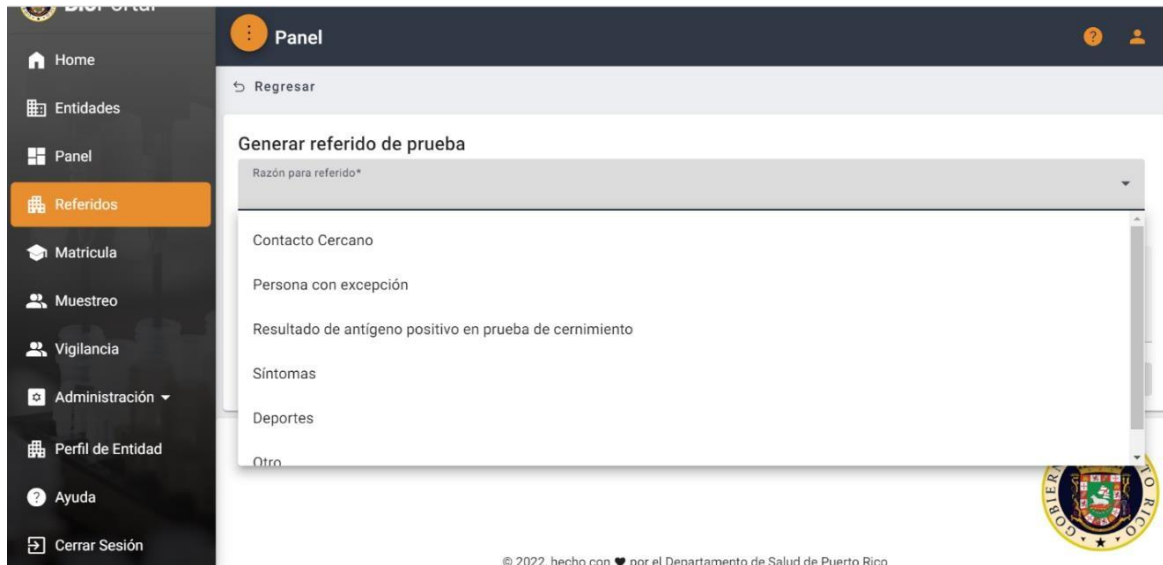 BioPortal
Panel
Home
Regresar
Entidades
Generar referido de prueba
Panel
Razón para referido*
Referidos
Contacto Cercano
Matricula
Persona con excepción
Muestreo
Resultado de antígeno positivo en prueba de cernimiento
Vigilancia
Síntomas
Administración
Deportes
Perfil de Entidad
Otro
Ayuda
Cerrar Sesión
© 2022, hecho con ♥ por el Departamento de Salud de Puerto Rico